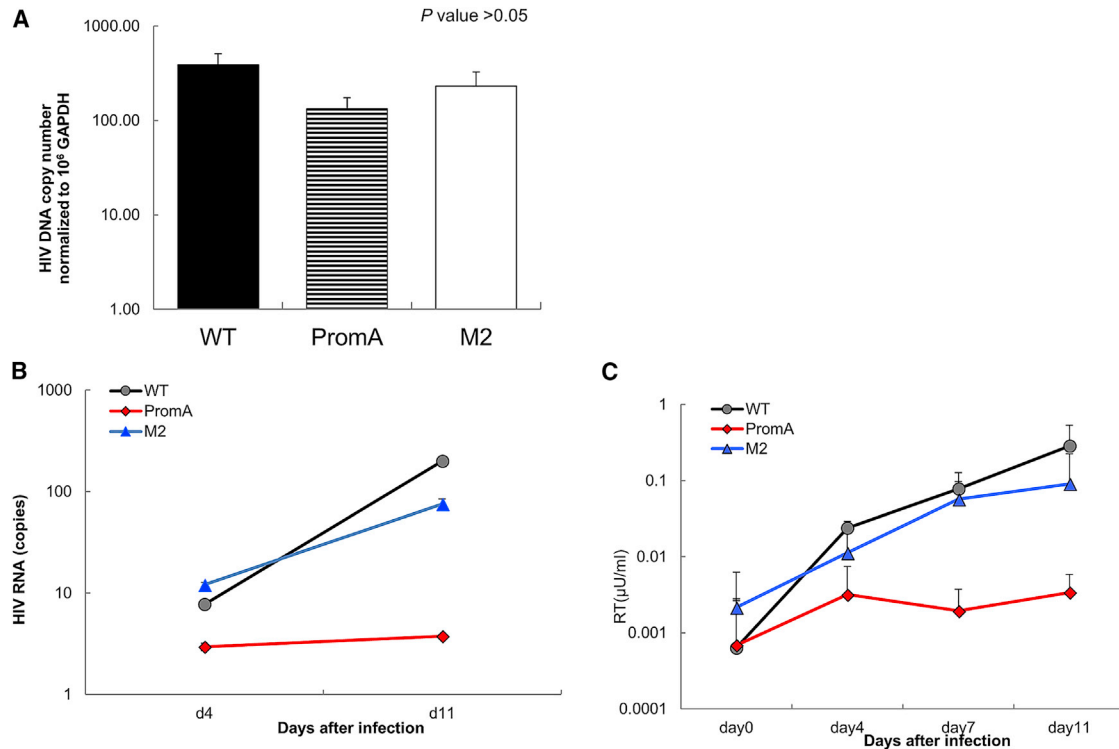 A
P value >0.05
HIV DNA copy number
normalized to 10⁶ GAPDH
1000.00
100.00
10.00
1.00
WT
PromA
M2
B
WT
PromA
M2
HIV RNA (copies)
1000
100
10
1
d4
d11
Days after infection
C
WT
PromA
M2
RT(µU/ml)
1
0.1
0.01
0.001
0.0001
day0
day4
day7
day11
Days after infection